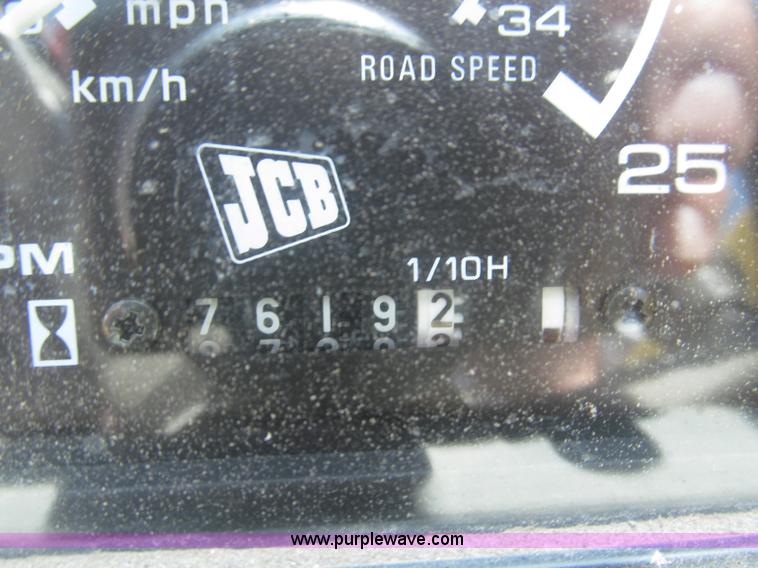 mph
34
km/h
ROAD SPEED
JCB
25
PM
1/10H
76192
www.purplewave.com